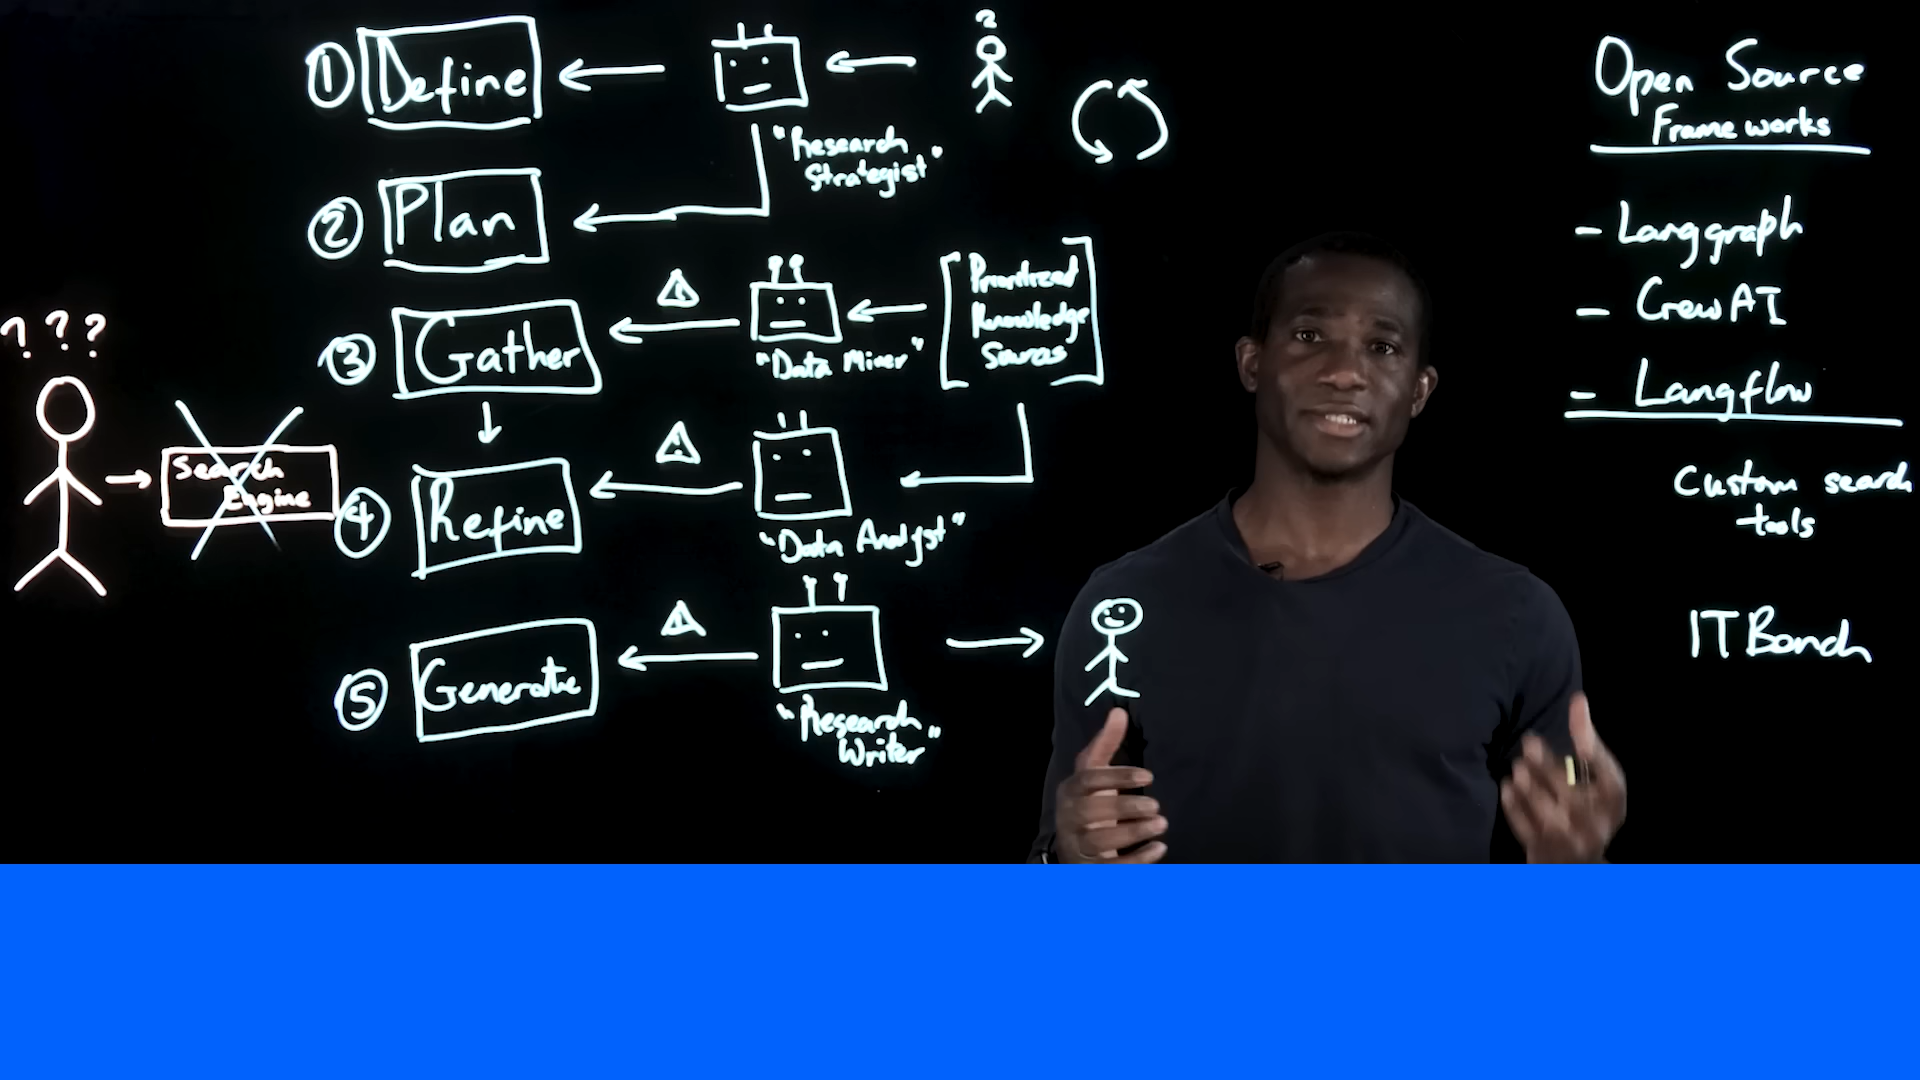 ? ? ?
Search
Engine
① Define
?
"Research
Strategist"
② Plan
③ Gather
!
"Data Miner"
Prioritized
Knowledge
Sources
④ Refine
!
"Data Analyst"
⑤ Generate
!
"Research
Writer"
Open Source
Frameworks
- Langgraph
- CrewAI
- Langflow
Custom search
tools
ITBench